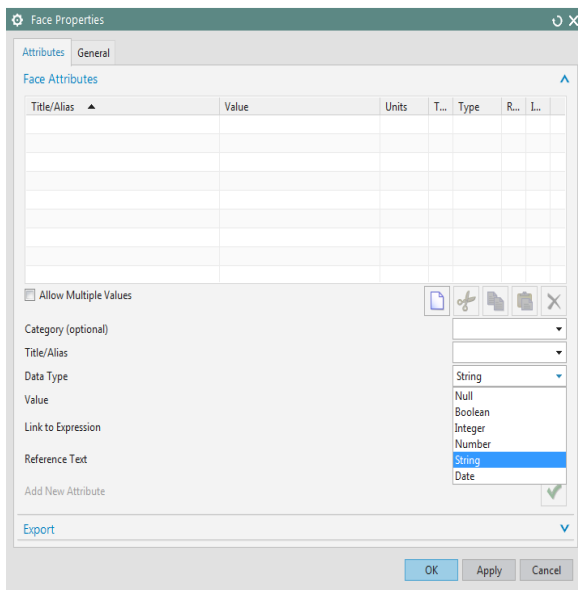 Face Properties
Attributes General
Face Attributes
Title/Alias Value Units T... Type R... I...
Allow Multiple Values
Category (optional)
Title/Alias
Data Type String
Value Null
Boolean
Link to Expression Integer
Number
Reference Text String
Date
Add New Attribute
Export
OK Apply Cancel